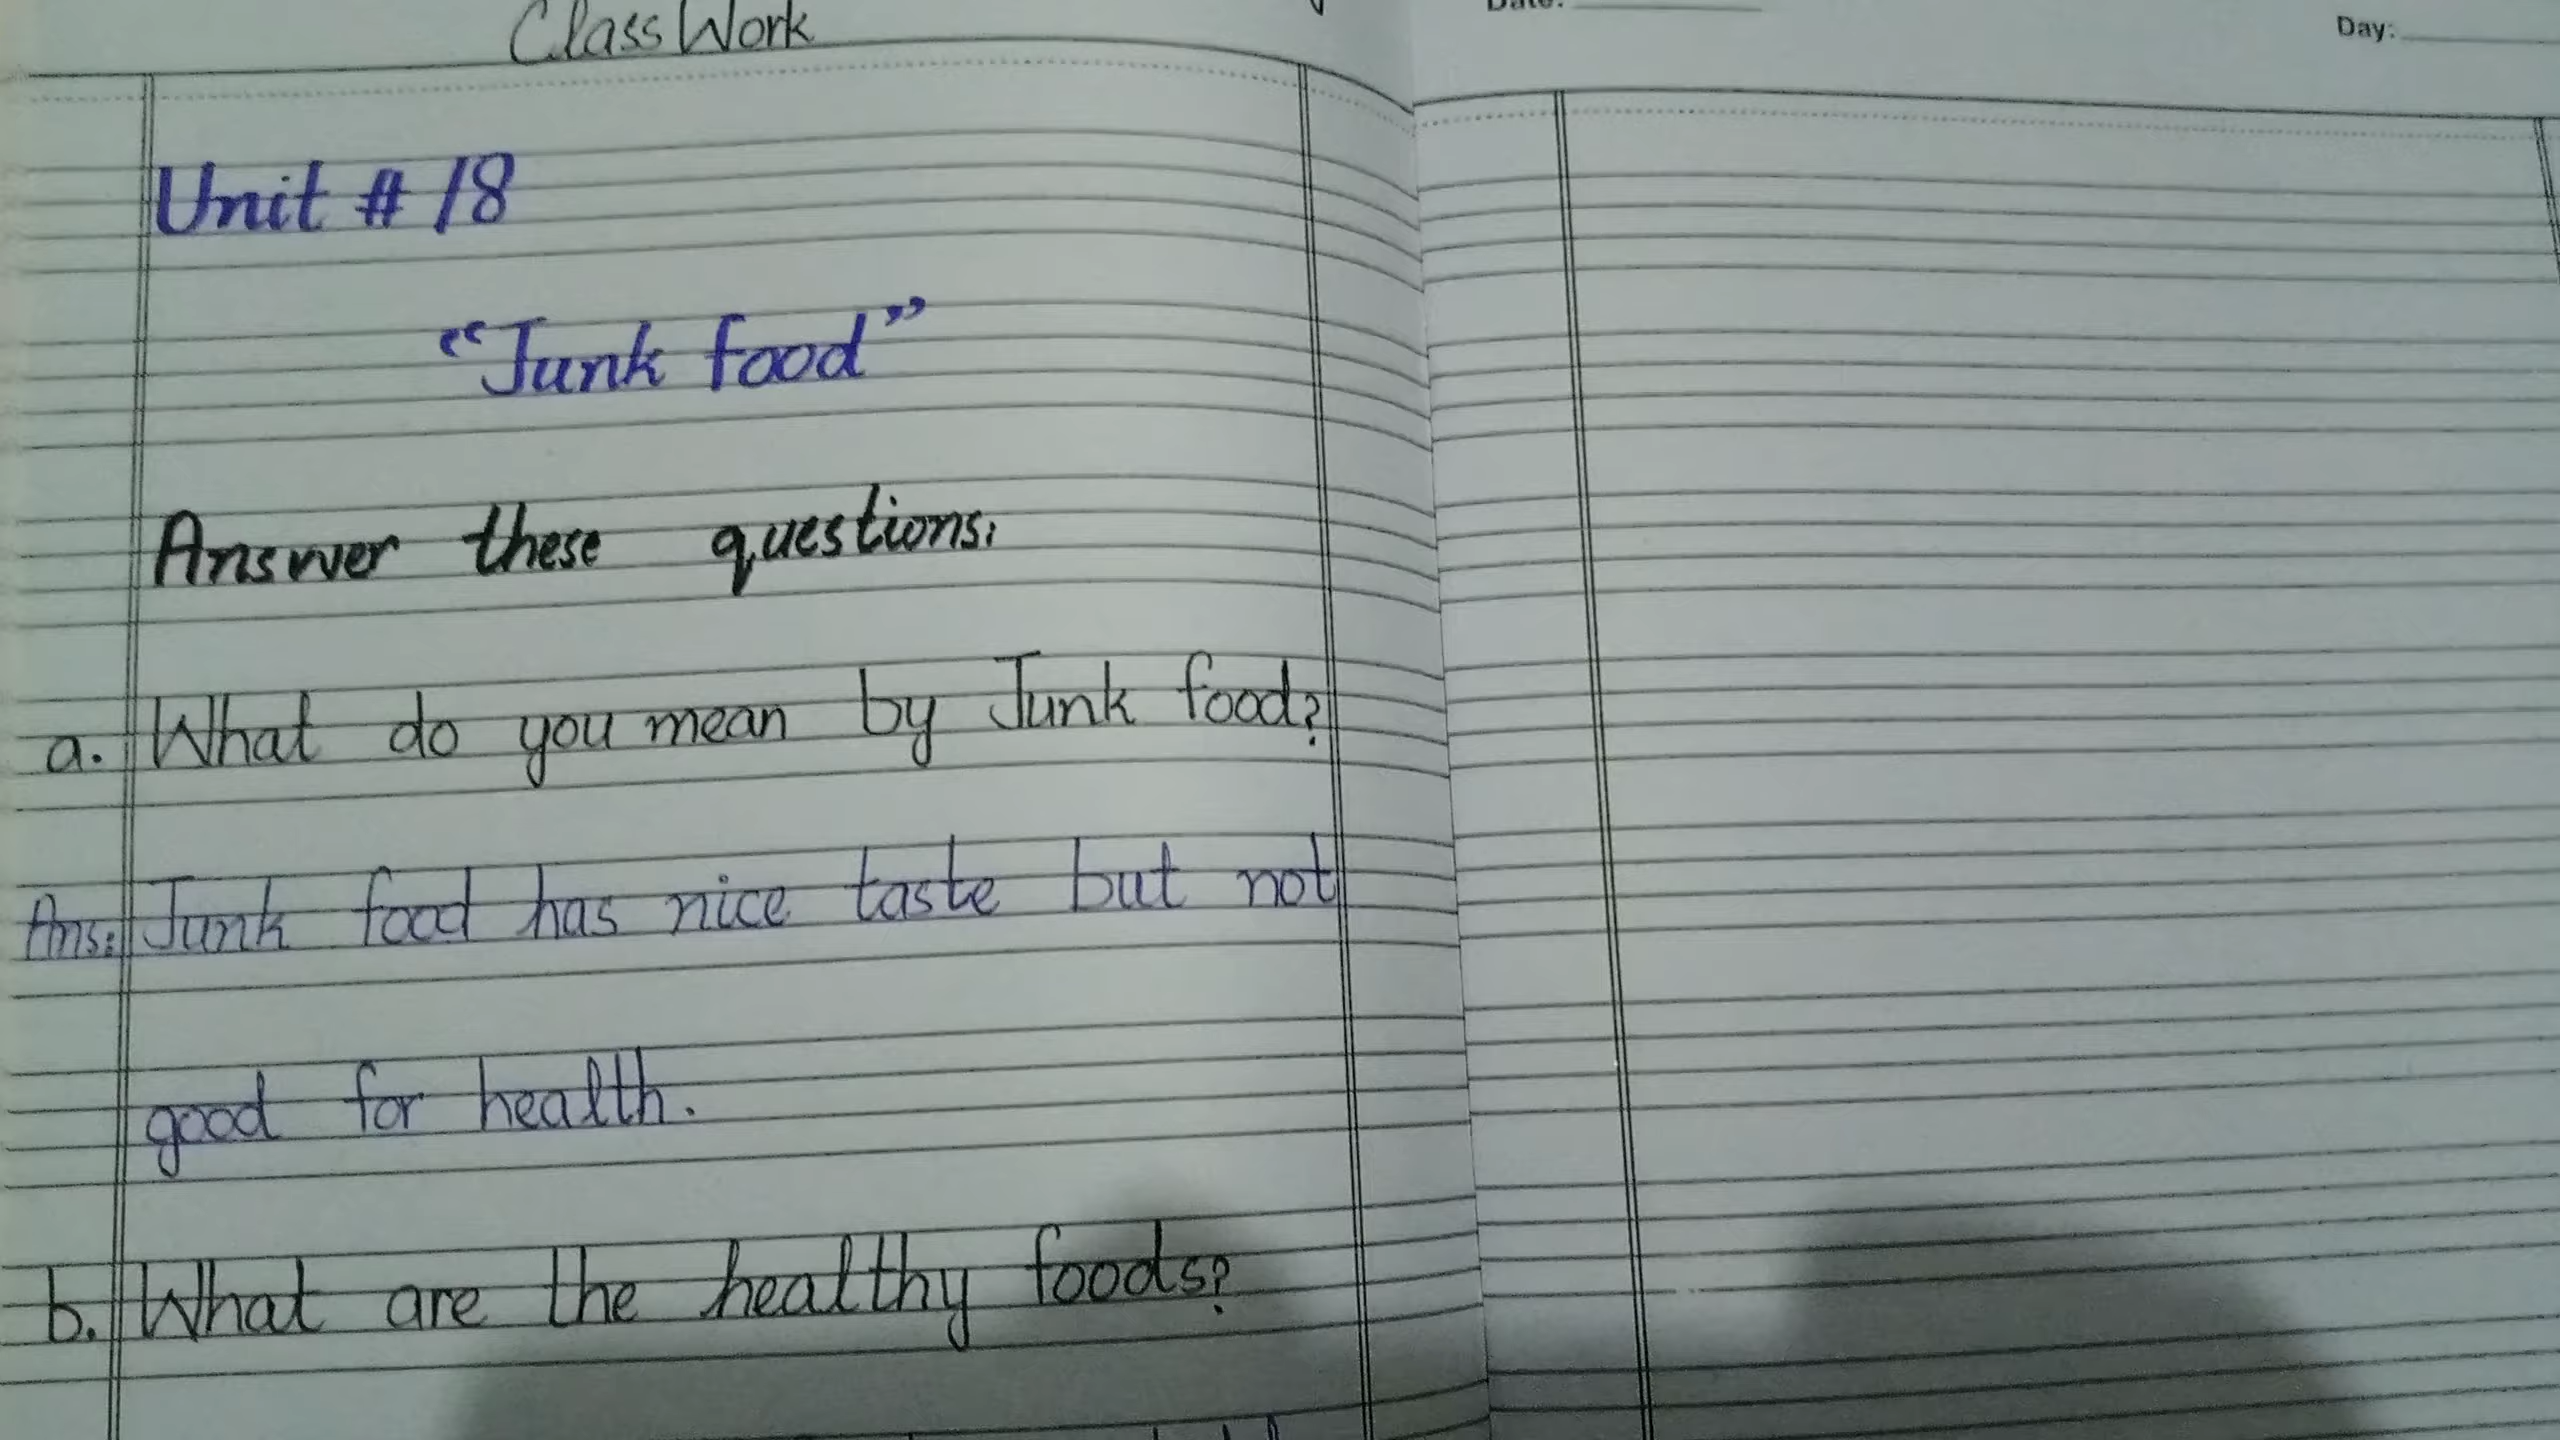 Class Work
Day:
Unit # 18
"Junk food"
Answer these questions:
a. What do you mean by Junk food?
Ans: Junk food has nice taste but not
good for health.
b. What are the healthy foods?